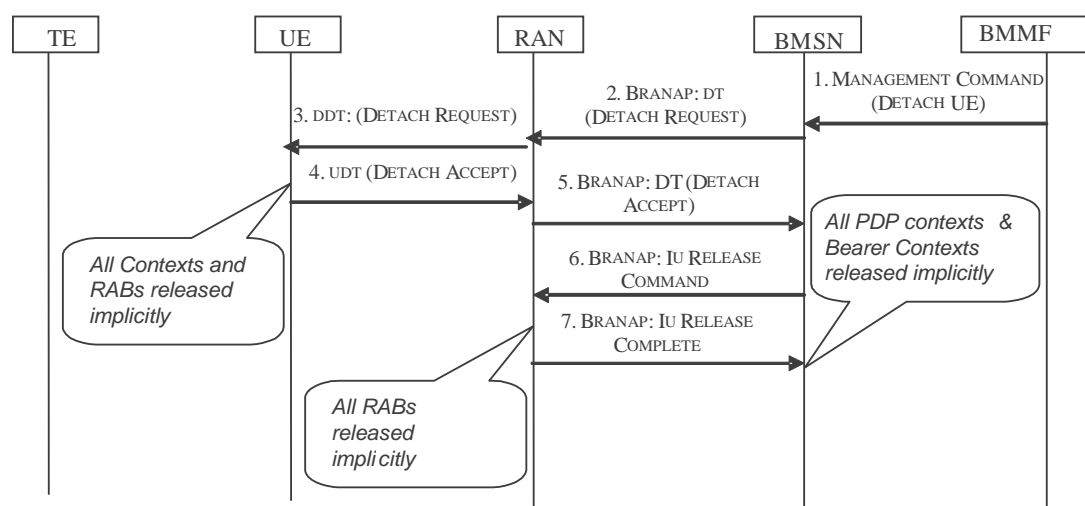 TE
UE
RAN
BMSN
BMMF
1. MANAGEMENT COMMAND
(DETACH UE)
2. BRANAP: DT
(DETACH REQUEST)
3. DDT: (DETACH REQUEST)
4. UDT (DETACH ACCEPT)
5. BRANAP: DT (DETACH
ACCEPT)
All PDP contexts &
Bearer Contexts
released implicitly
All Contexts and
RABs released
implicitly
6. BRANAP: IU RELEASE
COMMAND
7. BRANAP: IU RELEASE
COMPLETE
All RABs
released
implicitly